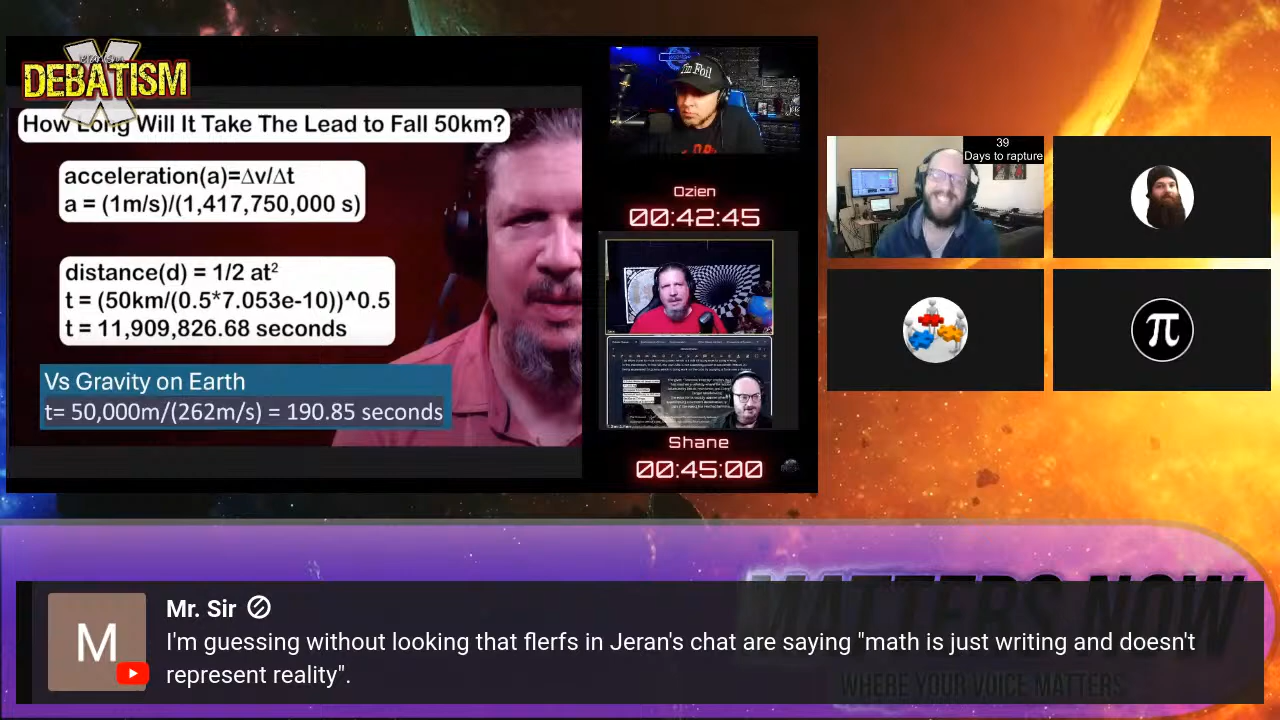 DEBATISM
How Long Will It Take The Lead to Fall 50km?
acceleration(a)=Δv/Δt
a = (1m/s)/(1,417,750,000 s)
distance(d) = 1/2 at²
t = (50km/(0.5*7.053e-10))^0.5
t = 11,909,826.68 seconds
Vs Gravity on Earth
t= 50,000m/(262m/s) = 190.85 seconds
Ozien
00:42:45
Shane
00:45:00
39
Days to rapture
π
MATTERS NOW
M
Mr. Sir
I'm guessing without looking that flerfs in Jeran's chat are saying "math is just writing and doesn't
represent reality".
WHERE YOUR VOICE MATTERS